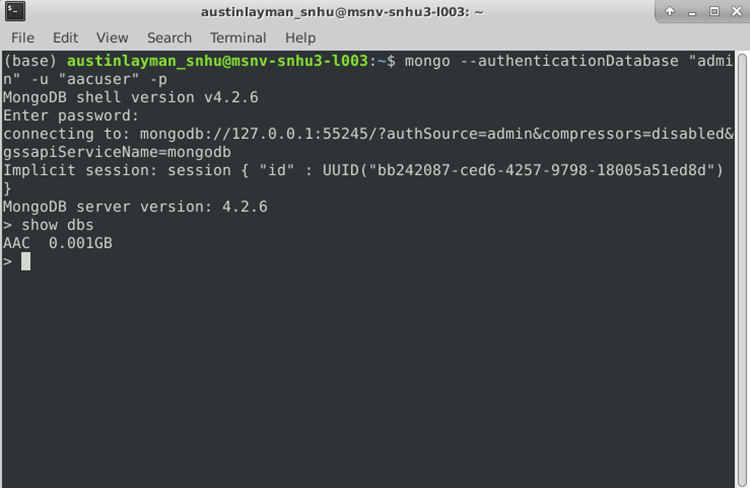 austinlayman_snhu@msnv-snhu3-l003: ~
File Edit View Search Terminal Help
(base) austinlayman_snhu@msnv-snhu3-l003:~$ mongo --authenticationDatabase "admi
n" -u "aacuser" -p
MongoDB shell version v4.2.6
Enter password:
connecting to: mongodb://127.0.0.1:55245/?authSource=admin&compressors=disabled&
gssapiServiceName=mongodb
Implicit session: session { "id" : UUID("bb242087-ced6-4257-9798-18005a51ed8d")
}
MongoDB server version: 4.2.6
> show dbs
AAC  0.001GB
>